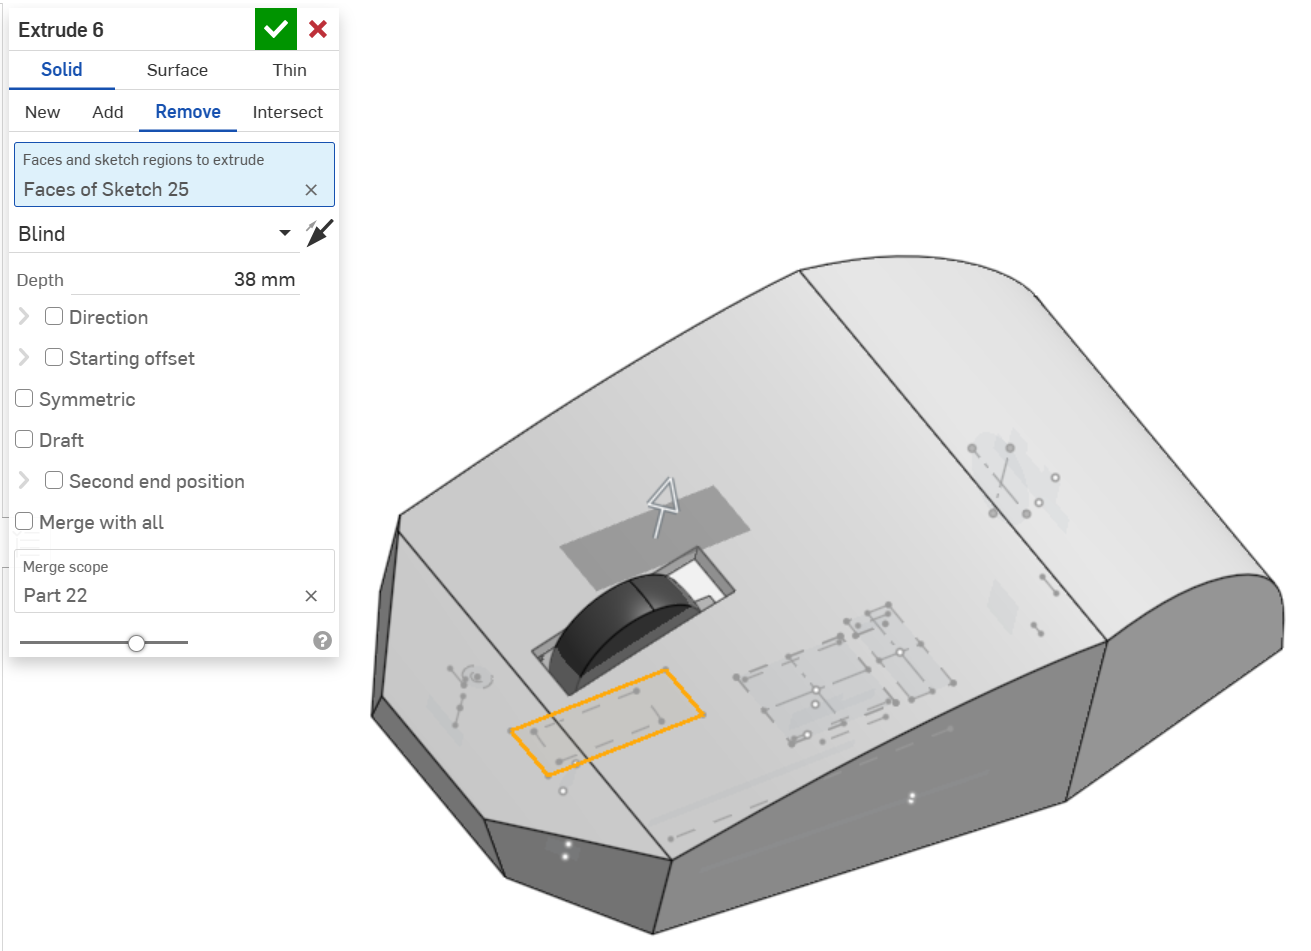 Extrude 6
Solid Surface Thin
New Add Remove Intersect
Faces and sketch regions to extrude
Faces of Sketch 25
Blind
Depth 38 mm
Direction
Starting offset
Symmetric
Draft
Second end position
Merge with all
Merge scope
Part 22
?